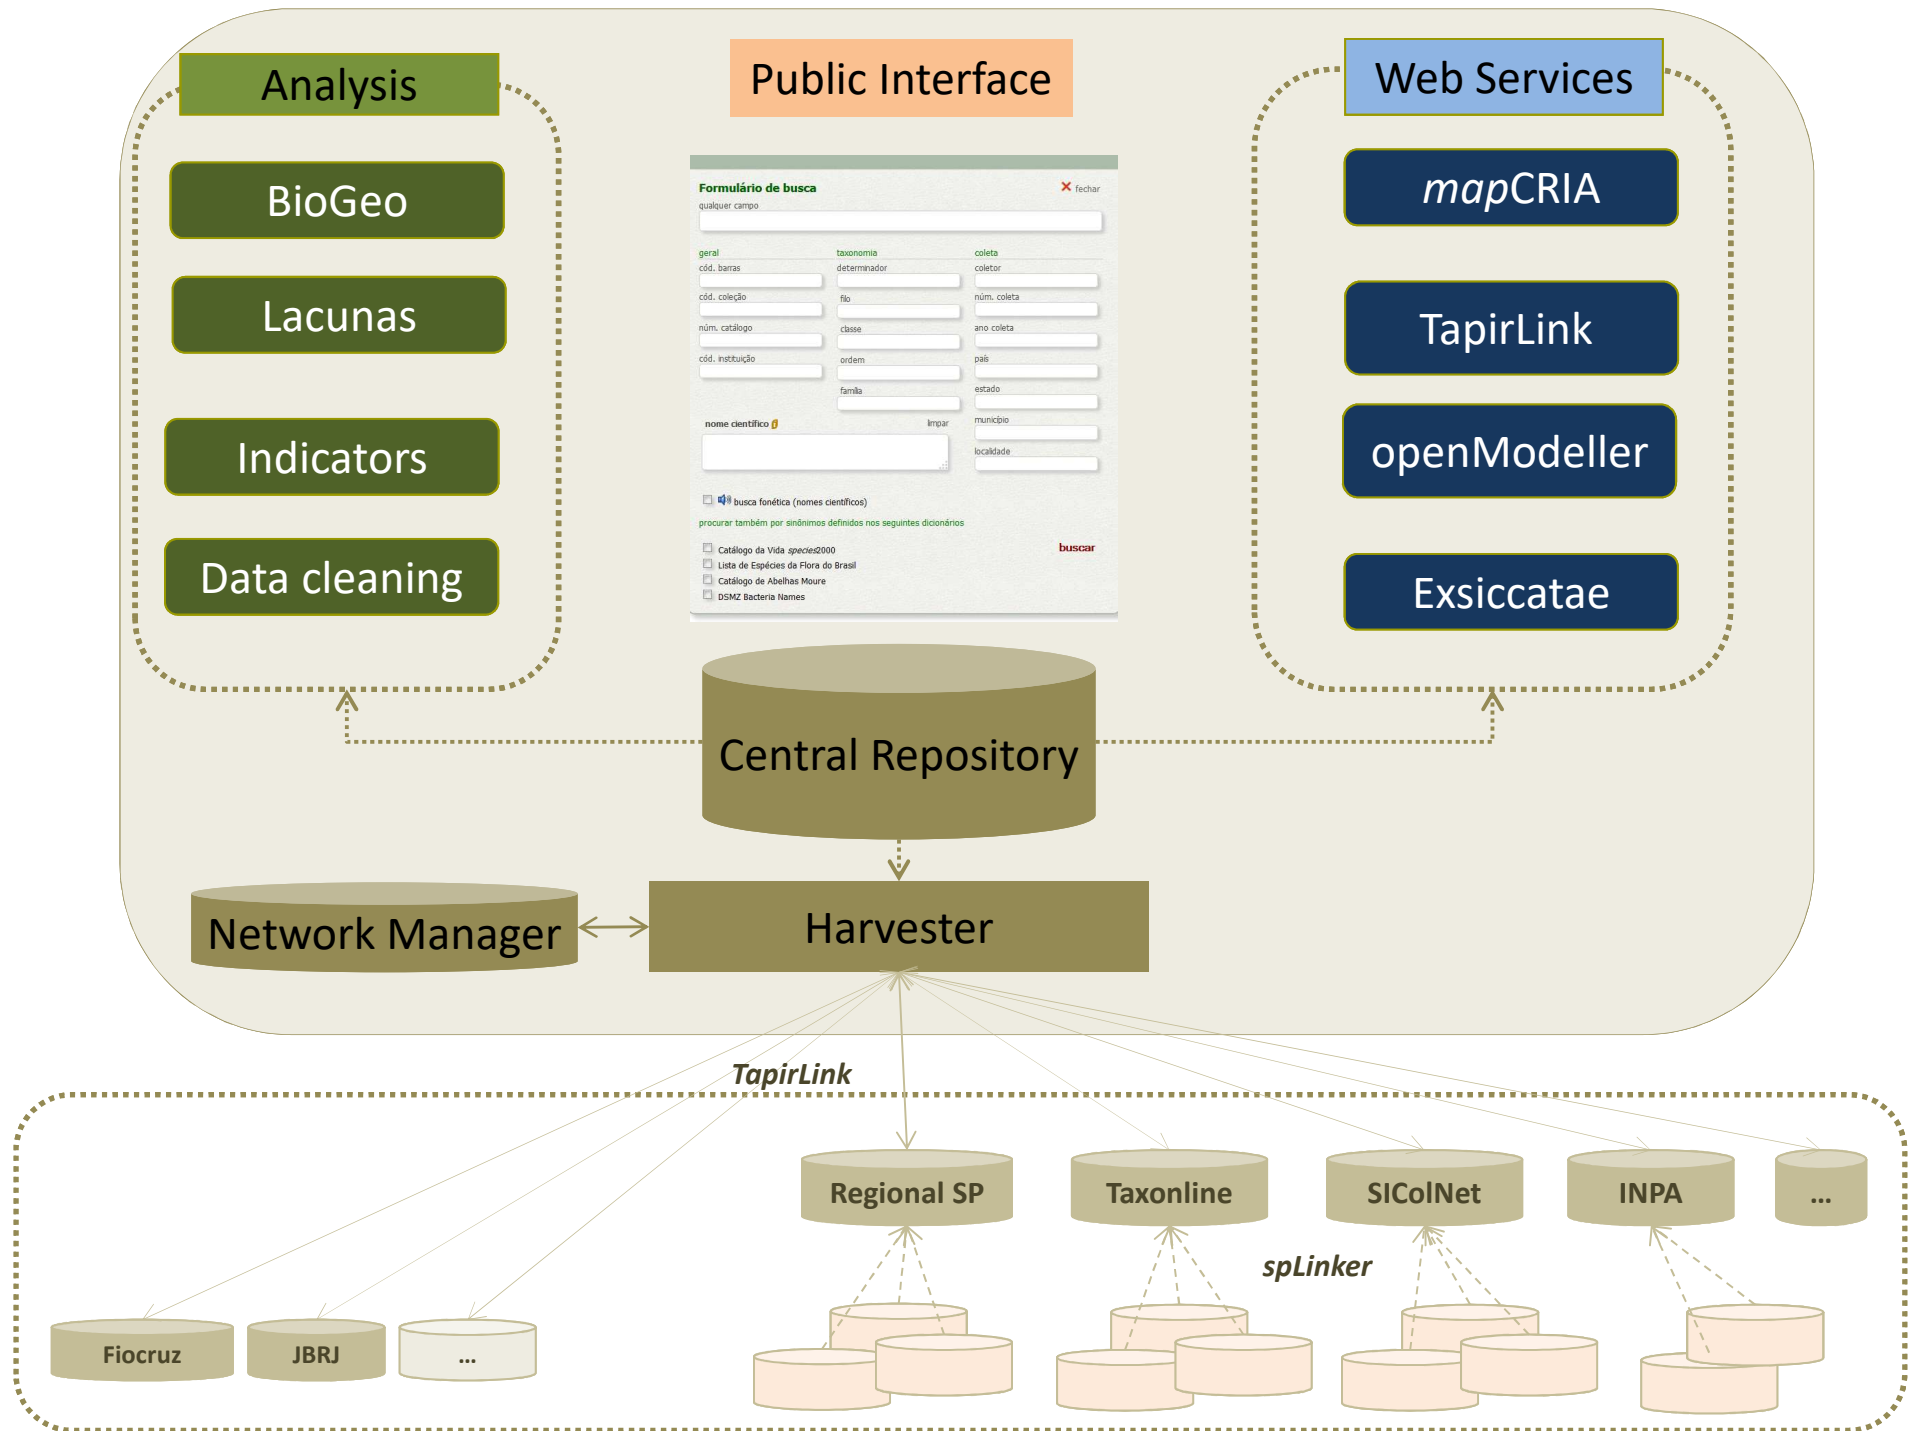 Analysis
BioGeo
Lacunas
Indicators
Data cleaning
Public Interface
Formulário de busca
fechar
qualquer campo
geral
taxonomia
coleta
cód. barras
determinador
coletor
cód. coleção
filo
núm. coleta
núm. catálogo
classe
ano coleta
cód. instituição
ordem
país
família
estado
nome científico
limpar
município
localidade
busca fonética (nomes científicos)
procurar também por sinônimos definidos nos seguintes dicionários
Catálogo da Vida species2000
buscar
Lista de Espécies da Flora do Brasil
Catálogo de Abelhas Moure
DSMZ Bacteria Names
Web Services
mapCRIA
TapirLink
openModeller
Exsiccatae
Central Repository
Network Manager
Harvester
TapirLink
Regional SP
Taxonline
SIColNet
INPA
...
spLinker
Fiocruz
JBRJ
...